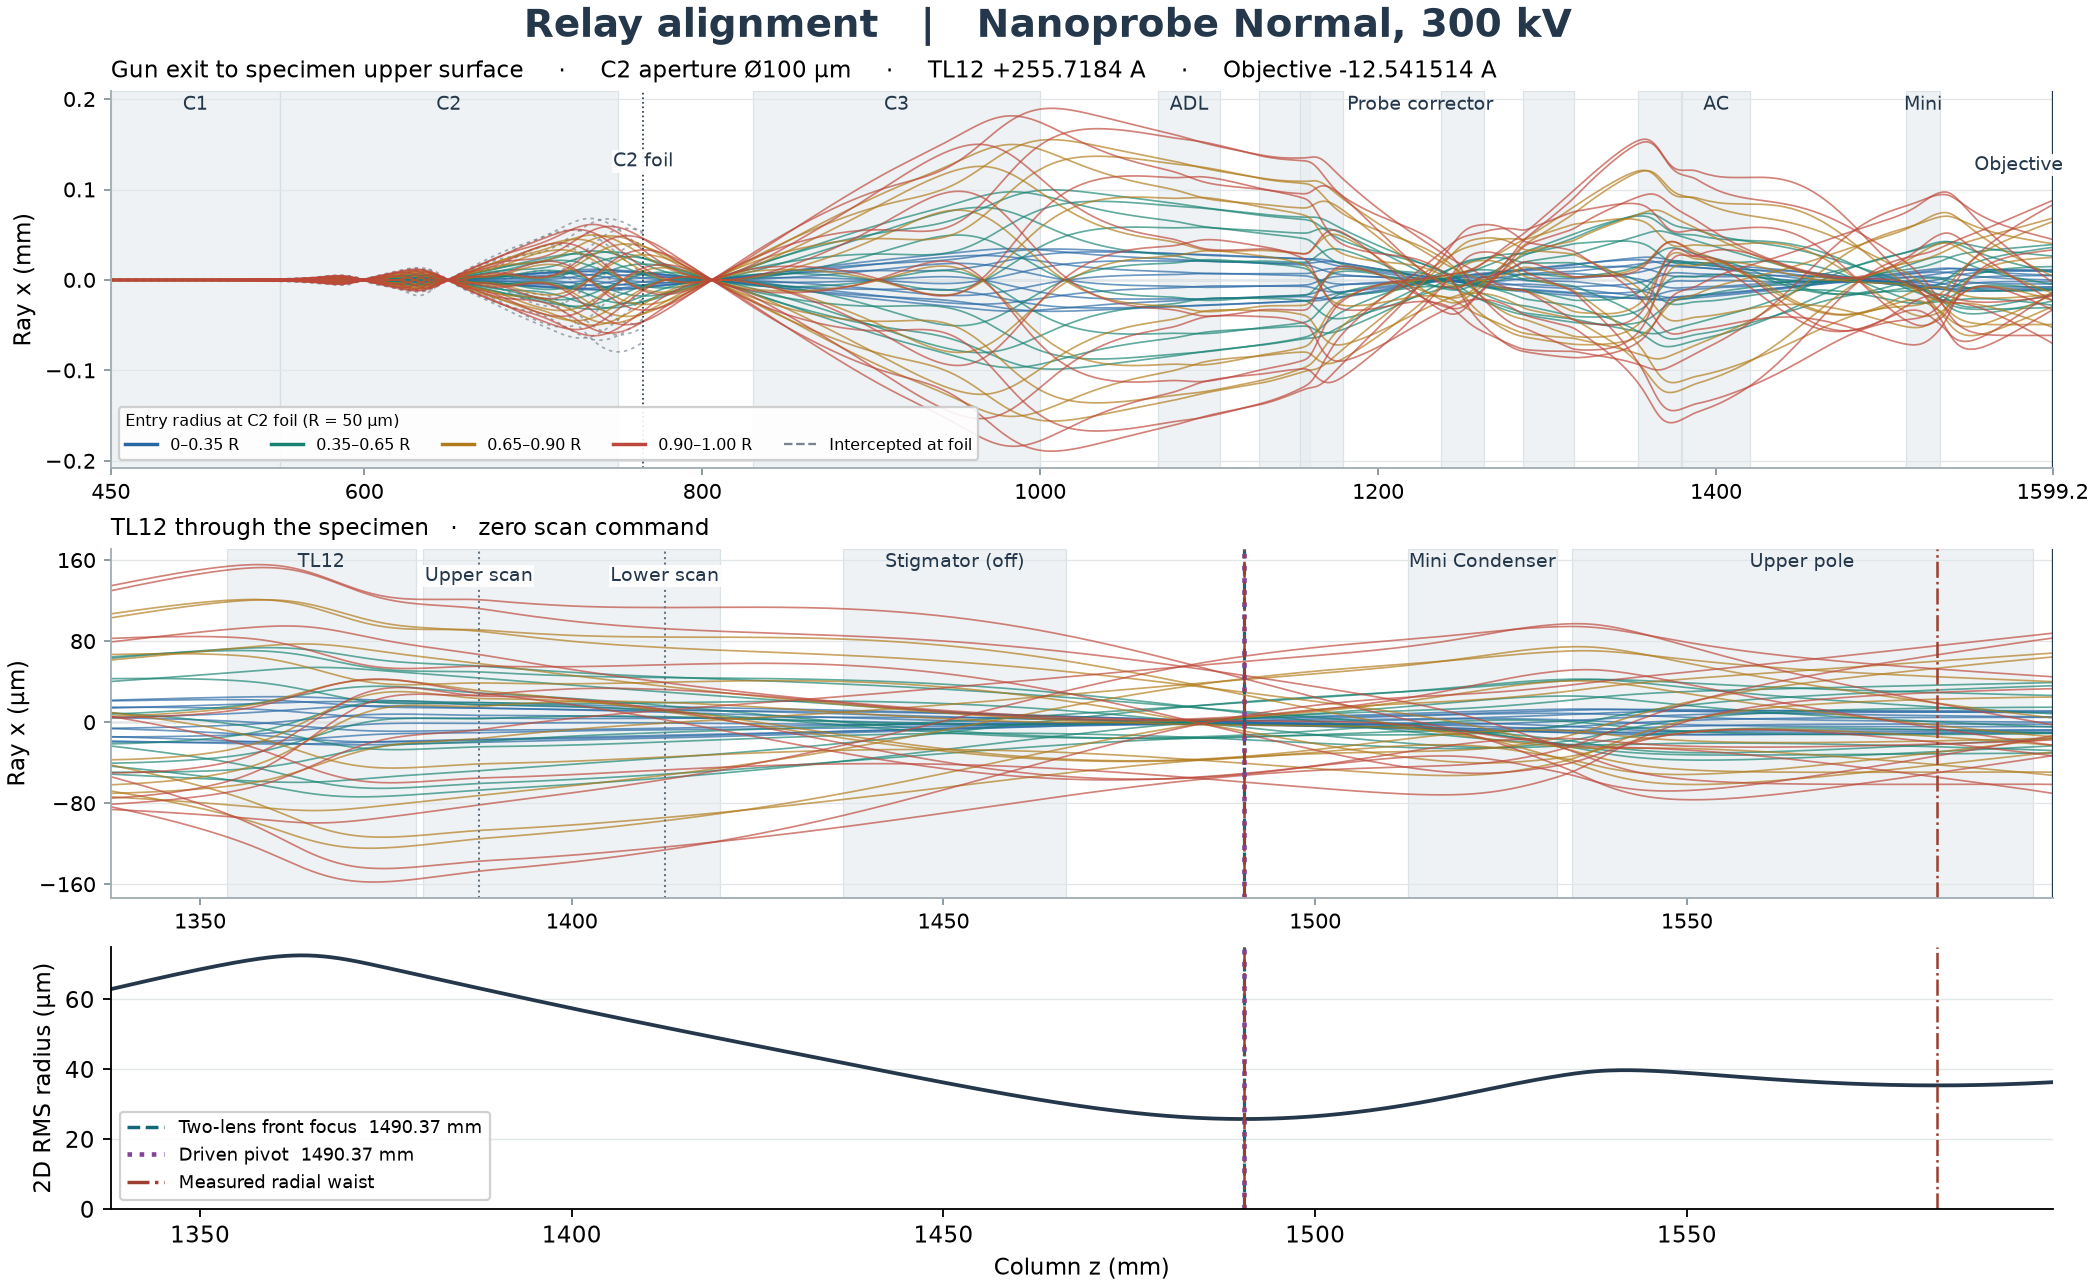 Relay alignment | Nanoprobe Normal, 300 kV
Gun exit to specimen upper surface · C2 aperture Ø100 µm · TL12 +255.7184 A · Objective -12.541514 A
C1 C2 C3 ADL Probe corrector AC Mini
C2 foil
Objective
Ray x (mm)
0.2
0.1
0.0
−0.1
−0.2
Entry radius at C2 foil (R = 50 µm)
0–0.35 R 0.35–0.65 R 0.65–0.90 R 0.90–1.00 R Intercepted at foil
450 600 800 1000 1200 1400 1599.2
TL12 through the specimen · zero scan command
TL12 Stigmator (off) Mini Condenser Upper pole
Upper scan Lower scan
Ray x (µm)
160
80
0
−80
−160
1350 1400 1450 1500 1550
2D RMS radius (µm)
60
40
20
0
Two-lens front focus 1490.37 mm
Driven pivot 1490.37 mm
Measured radial waist
1350 1400 1450 1500 1550
Column z (mm)